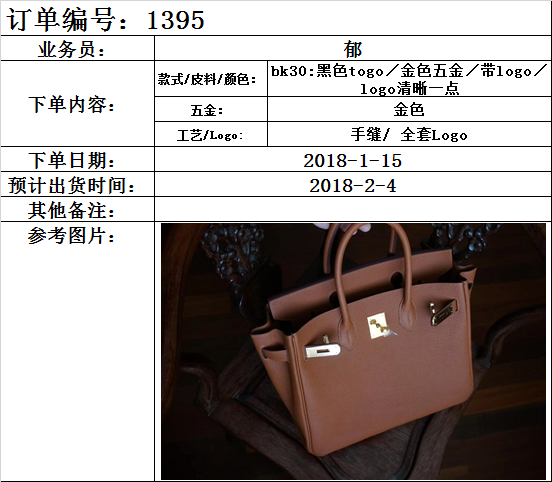 订单编号：1395
业务员： 郁
下单内容： 款式/皮料/颜色： bk30:黑色togo／金色五金／带logo／
logo清晰一点
五金： 金色
工艺/Logo: 手缝/ 全套Logo
下单日期： 2018-1-15
预计出货时间： 2018-2-4
其他备注：
参考图片：